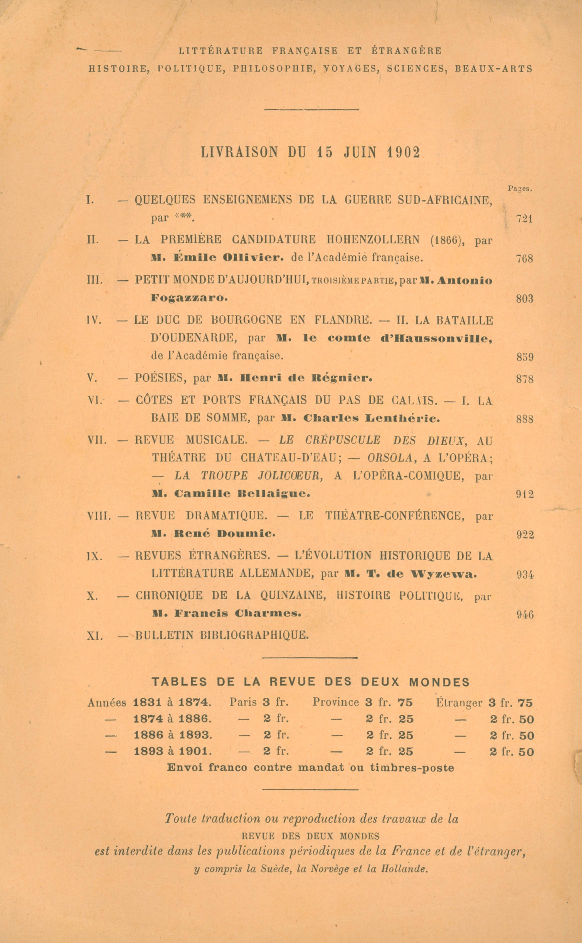 LITTÉRATURE FRANÇAISE ET ÉTRANGÈRE
HISTOIRE, POLITIQUE, PHILOSOPHIE, VOYAGES, SCIENCES, BEAUX-ARTS
LIVRAISON DU 15 JUIN 1902
Pages.
I. — QUELQUES ENSEIGNEMENS DE LA GUERRE SUD-AFRICAINE,
par ***. 721
II. — LA PREMIÈRE CANDIDATURE HOHENZOLLERN (1866), par
M. Émile Ollivier. de l'Académie française. 768
III. — PETIT MONDE D'AUJOURD'HUI, TROISIÈME PARTIE, par M. Antonio
Fogazzaro. 803
IV. — LE DUC DE BOURGOGNE EN FLANDRE. — II. LA BATAILLE
D'OUDENARDE, par M. le comte d'Haussonville,
de l'Académie française. 859
V. — POÉSIES, par M. Henri de Régnier. 878
VI. — CÔTES ET PORTS FRANÇAIS DU PAS DE CALAIS. — I. LA
BAIE DE SOMME, par M. Charles Lenthéric. 888
VII. — REVUE MUSICALE. — LE CRÉPUSCULE DES DIEUX, AU
THÉATRE DU CHATEAU-D'EAU; — ORSOLA, A L'OPÉRA;
— LA TROUPE JOLICŒUR, A L'OPÉRA-COMIQUE, par
M. Camille Bellaigue. 912
VIII. — REVUE DRAMATIQUE. — LE THÉATRE-CONFÉRENCE, par
M. René Doumic. 922
IX. — REVUES ÉTRANGÈRES. — L'ÉVOLUTION HISTORIQUE DE LA
LITTÉRATURE ALLEMANDE, par M. T. de Wyzewa. 934
X. — CHRONIQUE DE LA QUINZAINE, HISTOIRE POLITIQUE, par
M. Francis Charmes. 946
XI. — BULLETIN BIBLIOGRAPHIQUE.
TABLES DE LA REVUE DES DEUX MONDES
Années 1831 à 1874. Paris 3 fr. Province 3 fr. 75 Étranger 3 fr. 75
— 1874 à 1886. — 2 fr. — 2 fr. 25 — 2 fr. 50
— 1886 à 1893. — 2 fr. — 2 fr. 25 — 2 fr. 50
— 1893 à 1901. — 2 fr. — 2 fr. 25 — 2 fr. 50
Envoi franco contre mandat ou timbres-poste
Toute traduction ou reproduction des travaux de la
REVUE DES DEUX MONDES
est interdite dans les publications périodiques de la France et de l'étranger,
y compris la Suède, la Norvège et la Hollande.